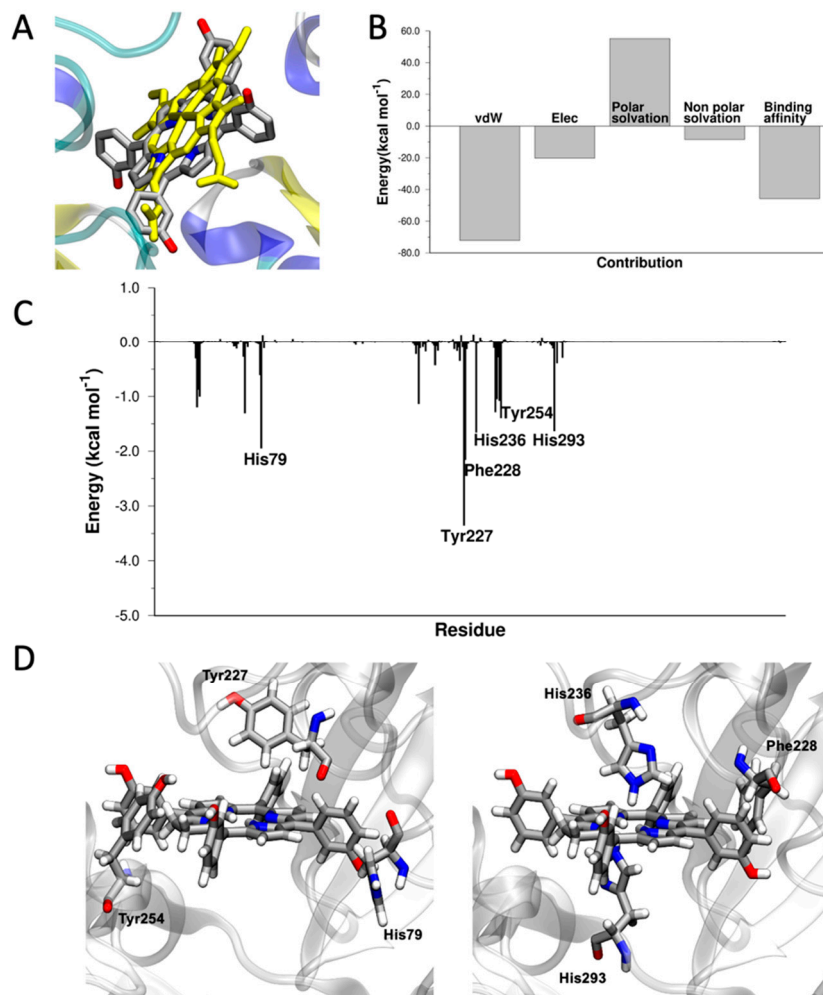 A
B
Energy(kcal mol-1)
60.0
40.0
20.0
0.0
-20.0
-40.0
-60.0
-80.0
vdW
Elec
Polar
solvation
Non polar
solvation
Binding
affinity
Contribution
C
Energy (kcal mol-1)
1.0
0.0
-1.0
-2.0
-3.0
-4.0
-5.0
His79
Tyr227
Phe228
His236
Tyr254
His293
Residue
D
Tyr227
Tyr254
His79
His236
Phe228
His293